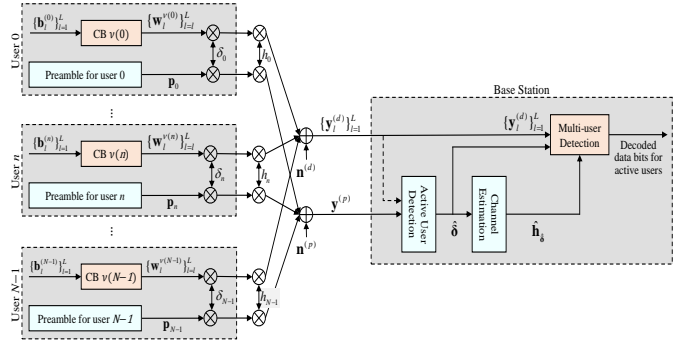 User 0
{b_l^(0)}_{l=1}^L
CB ν(0)
{w_l^{ν(0)}}_{l=1}^L
δ_0
h_0
Preamble for user 0
p_0
...
User n
{b_l^(n)}_{l=1}^L
CB ν(n)
{w_l^{ν(n)}}_{l=1}^L
δ_n
h_n
Preamble for user n
p_n
...
User N−1
{b_l^(N−1)}_{l=1}^L
CB ν(N-1)
{w_l^{ν(N−1)}}_{l=1}^L
δ_{N−1}
h_{N−1}
Preamble for user N−1
p_{N−1}
{y_l^(d)}_{l=1}^L
n^(d)
y^(p)
n^(p)
Base Station
{y_l^(d)}_{l=1}^L
Multi-user
Detection
Decoded
data bits for
active users
Active User
Detection
δ̂
Channel
Estimation
ĥ_δ̂